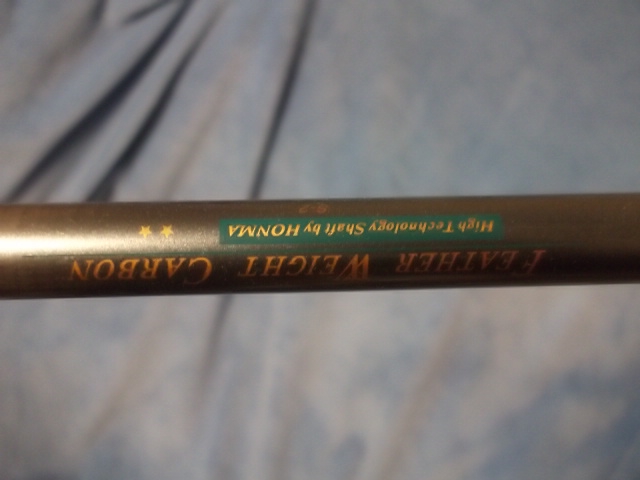 FEATHER WEIGHT CARBON
High Technology Shaft by HONMA